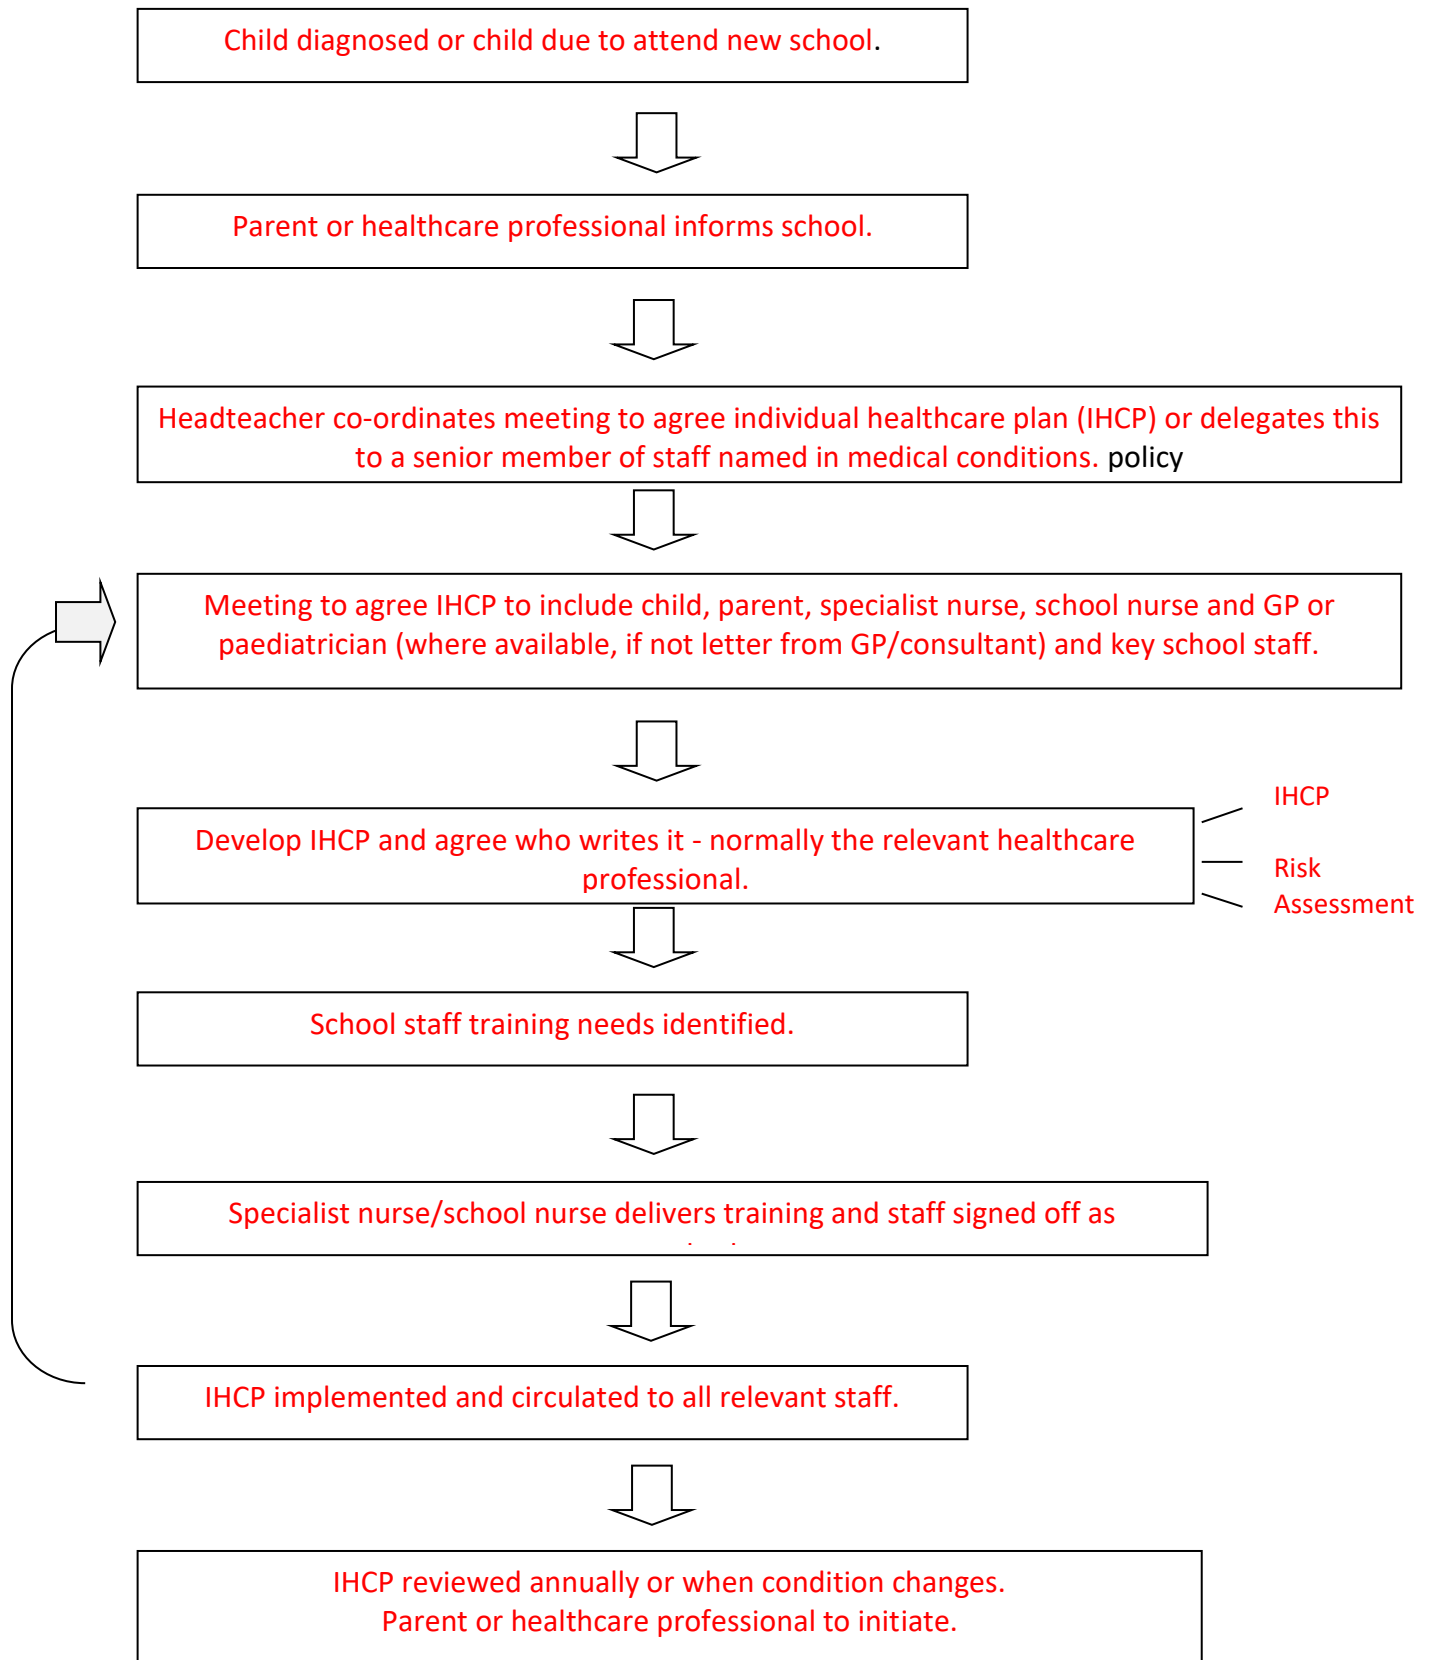 Child diagnosed or child due to attend new school.
Parent or healthcare professional informs school.
Headteacher co-ordinates meeting to agree individual healthcare plan (IHCP) or delegates this
to a senior member of staff named in medical conditions. policy
Meeting to agree IHCP to include child, parent, specialist nurse, school nurse and GP or
paediatrician (where available, if not letter from GP/consultant) and key school staff.
IHCP
Develop IHCP and agree who writes it - normally the relevant healthcare
professional.
Risk
Assessment
School staff training needs identified.
Specialist nurse/school nurse delivers training and staff signed off as
IHCP implemented and circulated to all relevant staff.
IHCP reviewed annually or when condition changes.
Parent or healthcare professional to initiate.